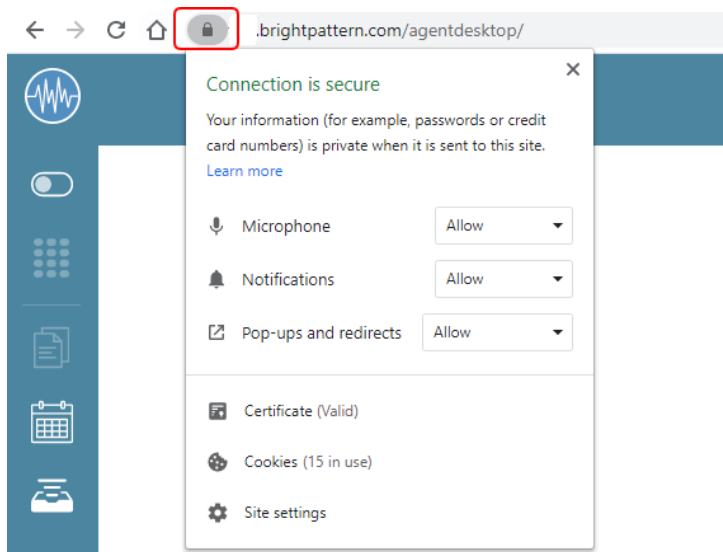 .brightpattern.com/agentdesktop/
Connection is secure
Your information (for example, passwords or credit
card numbers) is private when it is sent to this site.
Learn more
Microphone Allow
Notifications Allow
Pop-ups and redirects Allow
Certificate (Valid)
Cookies (15 in use)
Site settings